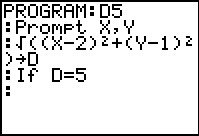 PROGRAM:D5
:Prompt X,Y
:√((X-2)²+(Y-1)²
)→D
:If D=5
: